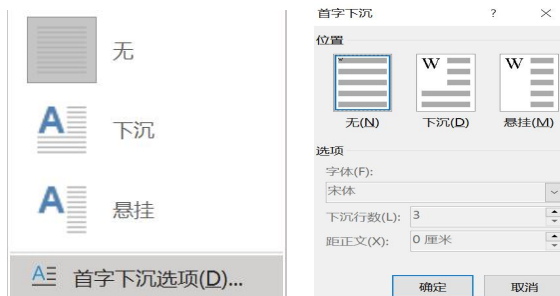 无
下沉
悬挂
首字下沉选项(D)...
首字下沉 ? ×
位置
W W W
无(N) 下沉(D) 悬挂(M)
选项
字体(F):
宋体
下沉行数(L): 3
距正文(X): 0 厘米
确定 取消